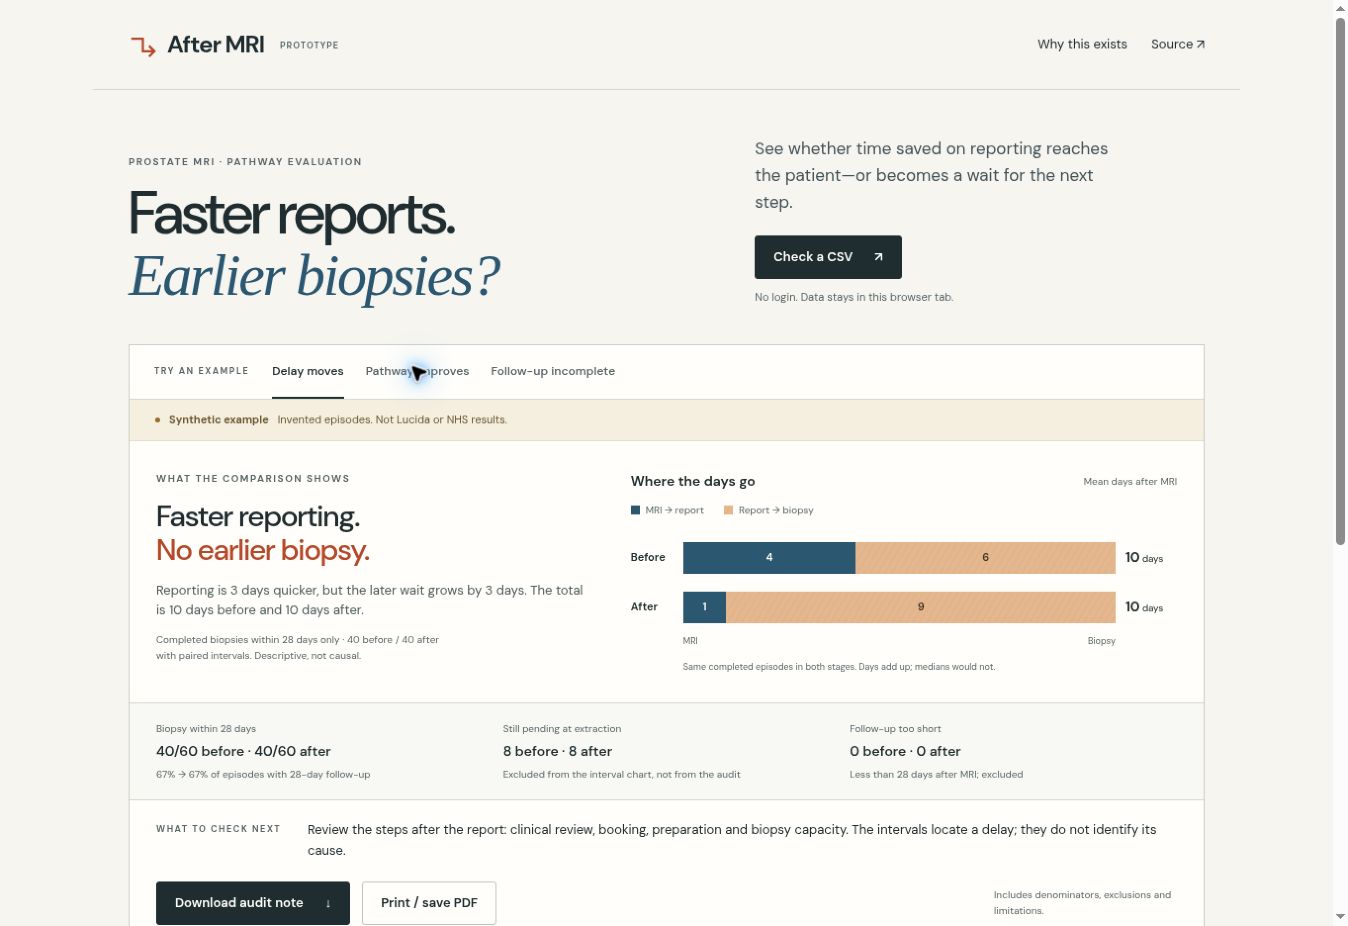 After MRI PROTOTYPE
Why this exists
Source ↗
PROSTATE MRI · PATHWAY EVALUATION
Faster reports.
Earlier biopsies?
See whether time saved on reporting reaches
the patient—or becomes a wait for the next
step.
Check a CSV ↗
No login. Data stays in this browser tab.
TRY AN EXAMPLE
Delay moves
Pathway improves
Follow-up incomplete
Synthetic example Invented episodes. Not Lucida or NHS results.
WHAT THE COMPARISON SHOWS
Faster reporting.
No earlier biopsy.
Reporting is 3 days quicker, but the later wait grows by 3 days. The total
is 10 days before and 10 days after.
Completed biopsies within 28 days only · 40 before / 40 after
with paired intervals. Descriptive, not causal.
Where the days go
Mean days after MRI
MRI → report
Report → biopsy
Before 4 6 10 days
After 1 9 10 days
MRI
Biopsy
Same completed episodes in both stages. Days add up; medians would not.
Biopsy within 28 days
40/60 before · 40/60 after
67% → 67% of episodes with 28-day follow-up
Still pending at extraction
8 before · 8 after
Excluded from the interval chart, not from the audit
Follow-up too short
0 before · 0 after
Less than 28 days after MRI; excluded
WHAT TO CHECK NEXT
Review the steps after the report: clinical review, booking, preparation and biopsy capacity. The intervals locate a delay; they do not identify its
cause.
Download audit note ↓
Print / save PDF
Includes denominators, exclusions and
limitations.